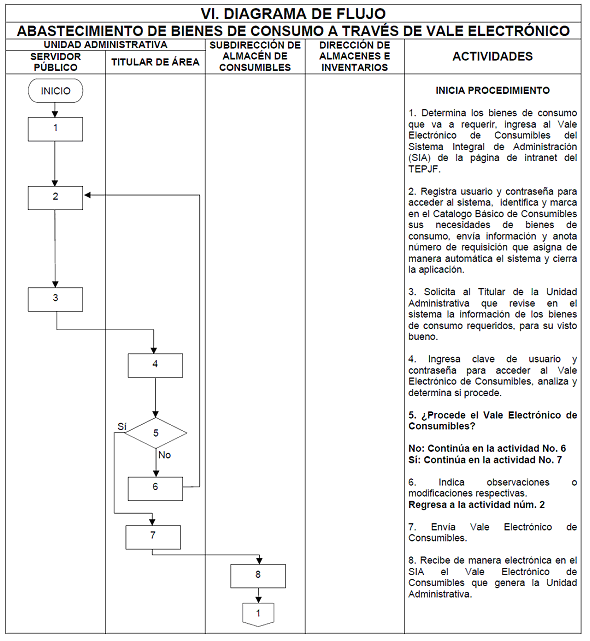 VI. DIAGRAMA DE FLUJO
ABASTECIMIENTO DE BIENES DE CONSUMO A TRAVÉS DE VALE ELECTRÓNICO
UNIDAD ADMINISTRATIVA
SERVIDOR
PÚBLICO
TITULAR DE ÁREA
SUBDIRECCIÓN DE
ALMACÉN DE
CONSUMIBLES
DIRECCIÓN DE
ALMACENES E
INVENTARIOS
ACTIVIDADES
INICIO
1
2
3
4
5
Sí
No
6
7
8
1
INICIA PROCEDIMIENTO
1. Determina los bienes de consumo
que va a requerir, ingresa al Vale
Electrónico de Consumibles del
Sistema Integral de Administración
(SIA) de la página de intranet del
TEPJF.
2. Registra usuario y contraseña para
acceder al sistema, identifica y marca
en el Catalogo Básico de Consumibles
sus necesidades de bienes de
consumo, envía información y anota
número de requisición que asigna de
manera automática el sistema y cierra
la aplicación.
3. Solicita al Titular de la Unidad
Administrativa que revise en el
sistema la información de los bienes
de consumo requeridos, para su visto
bueno.
4. Ingresa clave de usuario y
contraseña para acceder al Vale
Electrónico de Consumibles, analiza y
determina si procede.
5. ¿Procede el Vale Electrónico de
Consumibles?
No: Continúa en la actividad No. 6
Sí: Continúa en la actividad No. 7
6. Indica observaciones o
modificaciones respectivas.
Regresa a la actividad núm. 2
7. Envía Vale Electrónico de
Consumibles.
8. Recibe de manera electrónica en el
SIA el Vale Electrónico de
Consumibles que genera la Unidad
Administrativa.